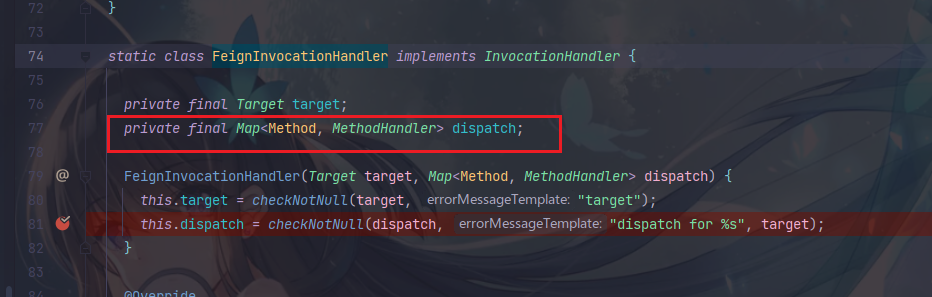 72 }
73
74 static class FeignInvocationHandler implements InvocationHandler {
75
76 private final Target target;
77 private final Map<Method, MethodHandler> dispatch;
78
79 @ FeignInvocationHandler(Target target, Map<Method, MethodHandler> dispatch) {
80 this.target = checkNotNull(target, errorMessageTemplate: "target");
81 this.dispatch = checkNotNull(dispatch, errorMessageTemplate: "dispatch for %s", target);
82 }
83
84 @Override